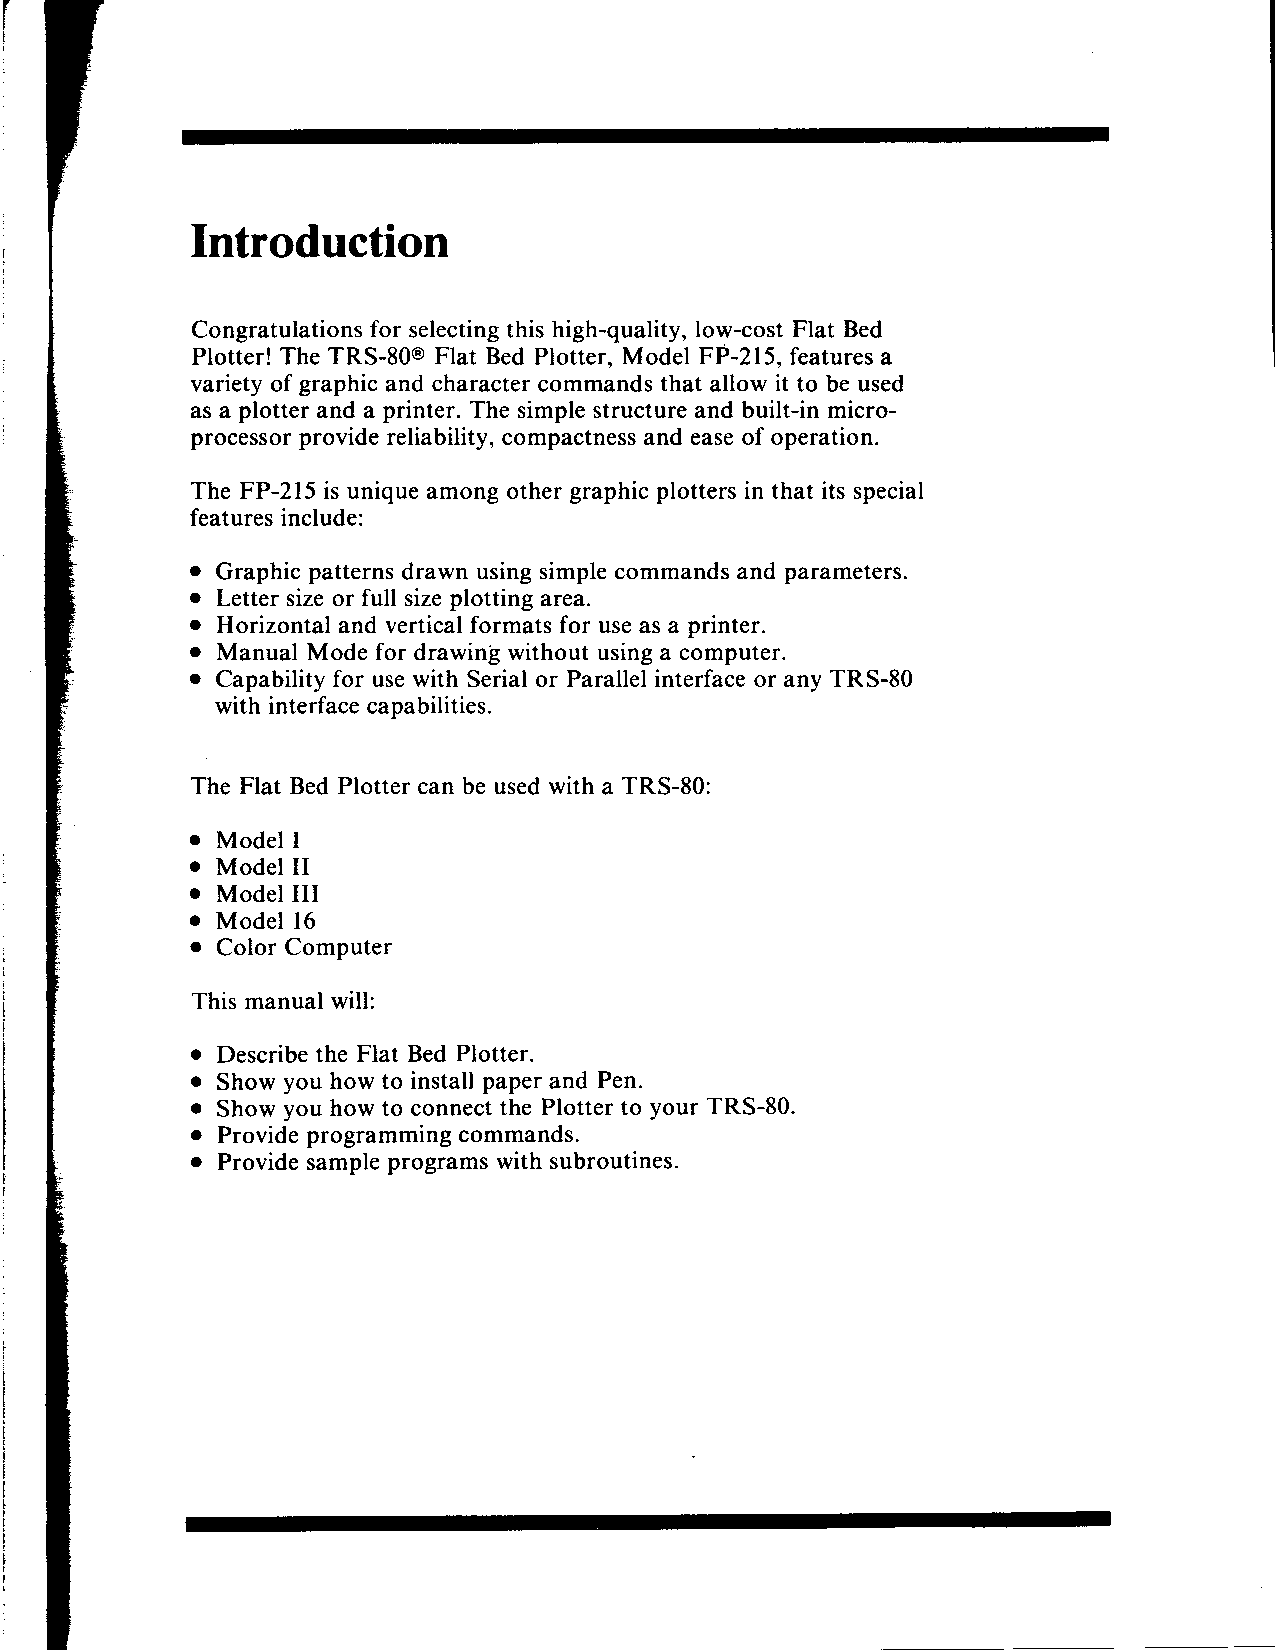 Introduction
Congratulations for selecting this high-quality, low-cost Flat Bed
Plotter! The TRS-80® Flat Bed Plotter, Model FP-215, features a
variety of graphic and character commands that allow it to be used
as a plotter and a printer. The simple structure and built-in micro-
processor provide reliability, compactness and ease of operation.
The FP-215 is unique among other graphic plotters in that its special
features include:
• Graphic patterns drawn using simple commands and parameters.
• Letter size or full size plotting area.
• Horizontal and vertical formats for use as a printer.
• Manual Mode for drawing without using a computer.
• Capability for use with Serial or Parallel interface or any TRS-80
with interface capabilities.
The Flat Bed Plotter can be used with a TRS-80:
• Model I
• Model II
• Model III
• Model 16
• Color Computer
This manual will:
• Describe the Flat Bed Plotter.
• Show you how to install paper and Pen.
• Show you how to connect the Plotter to your TRS-80.
• Provide programming commands.
• Provide sample programs with subroutines.